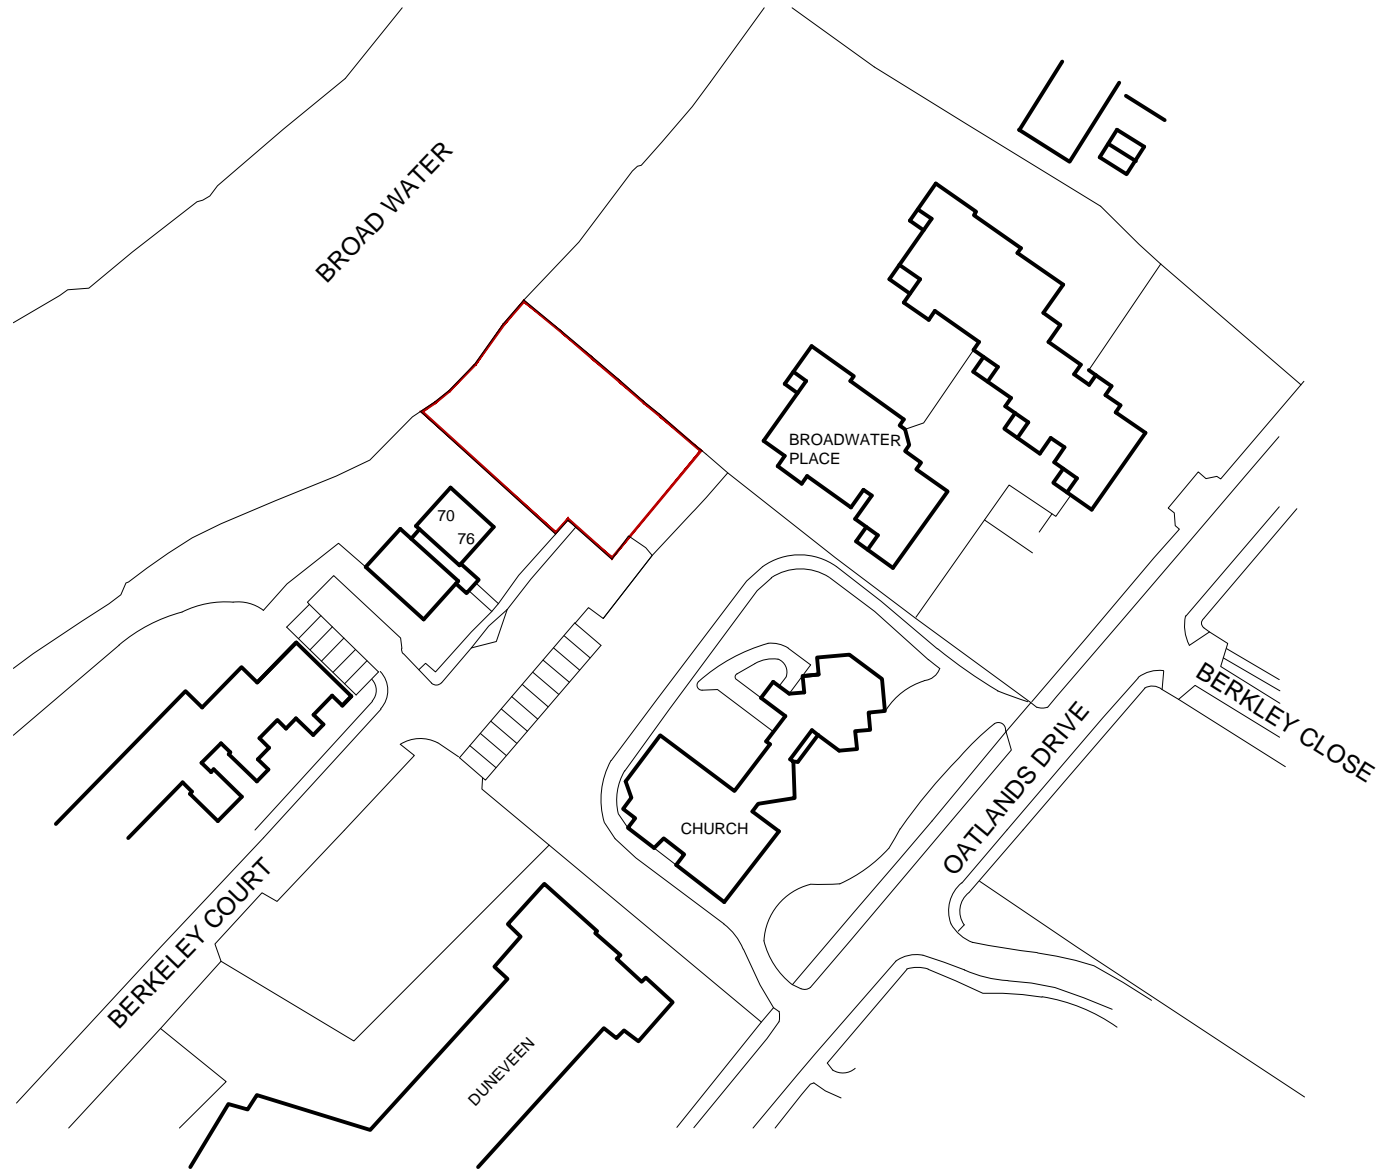 BROAD WATER
BROADWATER
PLACE
70
76
BERKLEY CLOSE
OATLANDS DRIVE
CHURCH
BERKELEY COURT
DUNEVEEN